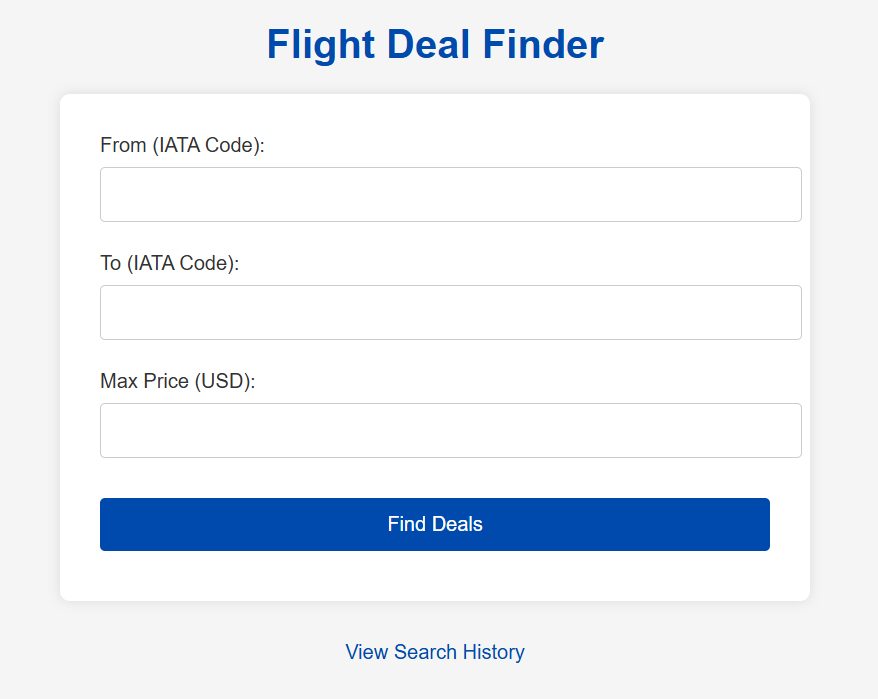 Flight Deal Finder
From (IATA Code):
To (IATA Code):
Max Price (USD):
Find Deals
View Search History